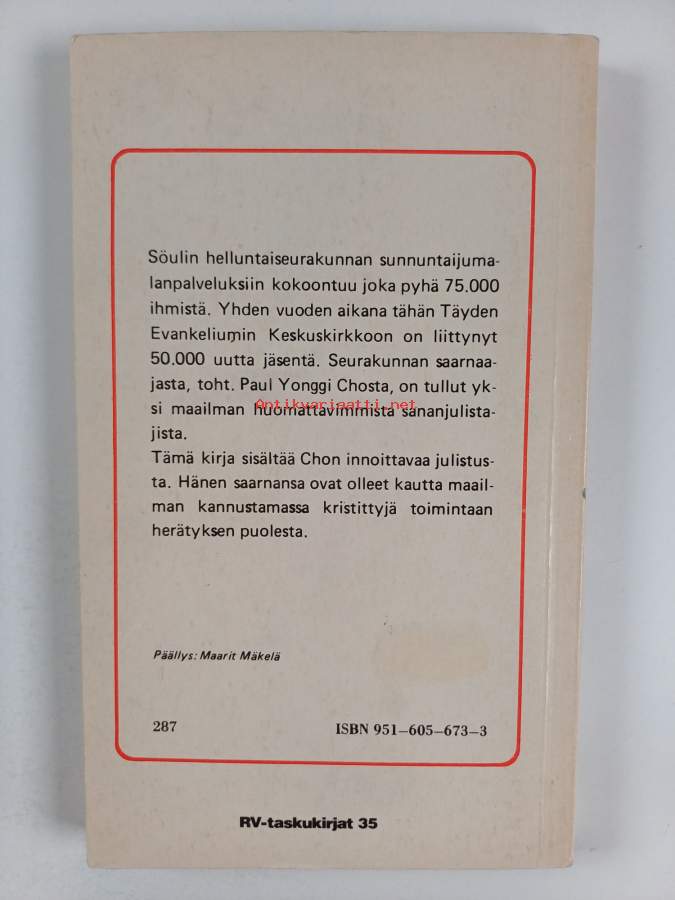 Söulin helluntaiseurakunnan sunnuntaijuma-
lanpalveluksiin kokoontuu joka pyhä 75.000
ihmistä. Yhden vuoden aikana tähän Täyden
Evankeliumin Keskuskirkkoon on liittynyt
50.000 uutta jäsentä. Seurakunnan saarnaa-
jasta, toht. Paul Yonggi Chosta, on tullut yk-
si maailman huomattavimmista sananjulista-
Antikvariaatti.net
jista.
Tämä kirja sisältää Chon innoittavaa julistus-
ta. Hänen saarnansa ovat olleet kautta maail-
man kannustamassa kristittyjä toimintaan
herätyksen puolesta.
Päällys: Maarit Mäkelä
287 ISBN 951–605–673–3
RV-taskukirjat 35